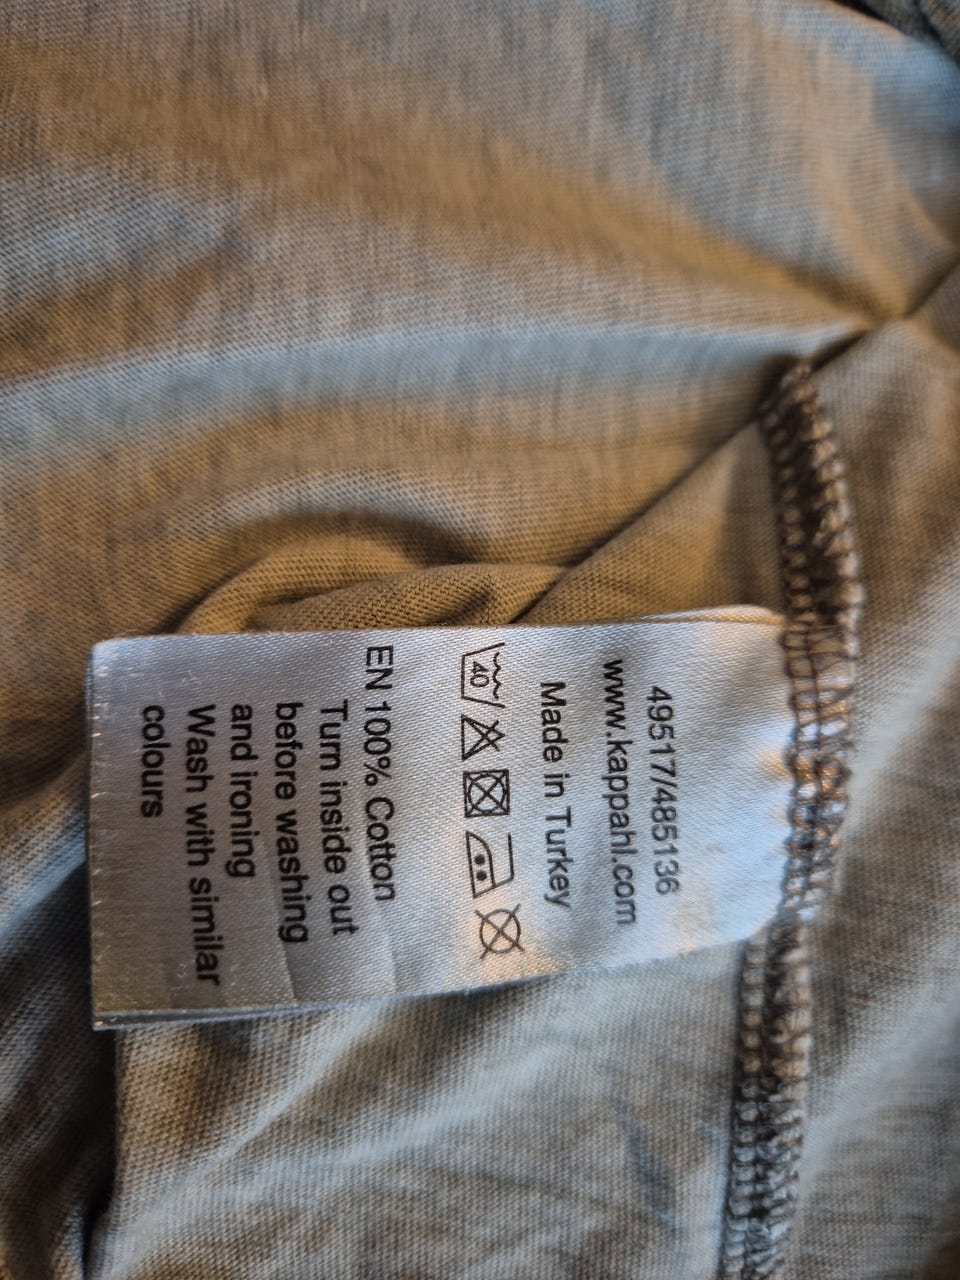 49517/485136
www.kappahl.com
Made in Turkey
40
EN 100% Cotton
Turn inside out
before washing
and ironing
Wash with similar
colours